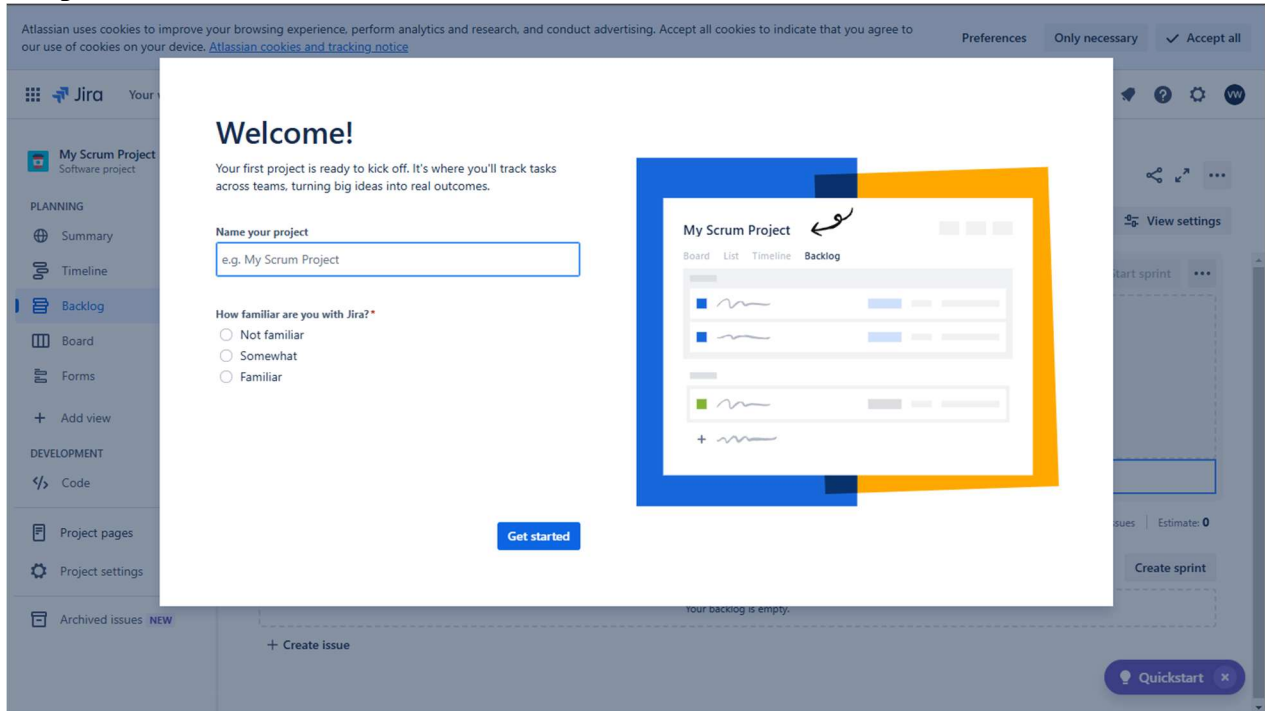 Atlassian uses cookies to improve your browsing experience, perform analytics and research, and conduct advertising. Accept all cookies to indicate that you agree to
our use of cookies on your device. Atlassian cookies and tracking notice
Preferences
Only necessary
Accept all
Jira
Your
VW
My Scrum Project
Software project
PLANNING
Summary
Timeline
Backlog
Board
Forms
Add view
DEVELOPMENT
Code
Project pages
Project settings
Archived issues NEW
Welcome!
Your first project is ready to kick off. It's where you'll track tasks
across teams, turning big ideas into real outcomes.
Name your project
e.g. My Scrum Project
How familiar are you with Jira?*
Not familiar
Somewhat
Familiar
Get started
My Scrum Project
Board List Timeline Backlog
View settings
sprint
Estimate: 0
Create sprint
Your backlog is empty.
+ Create issue
Quickstart